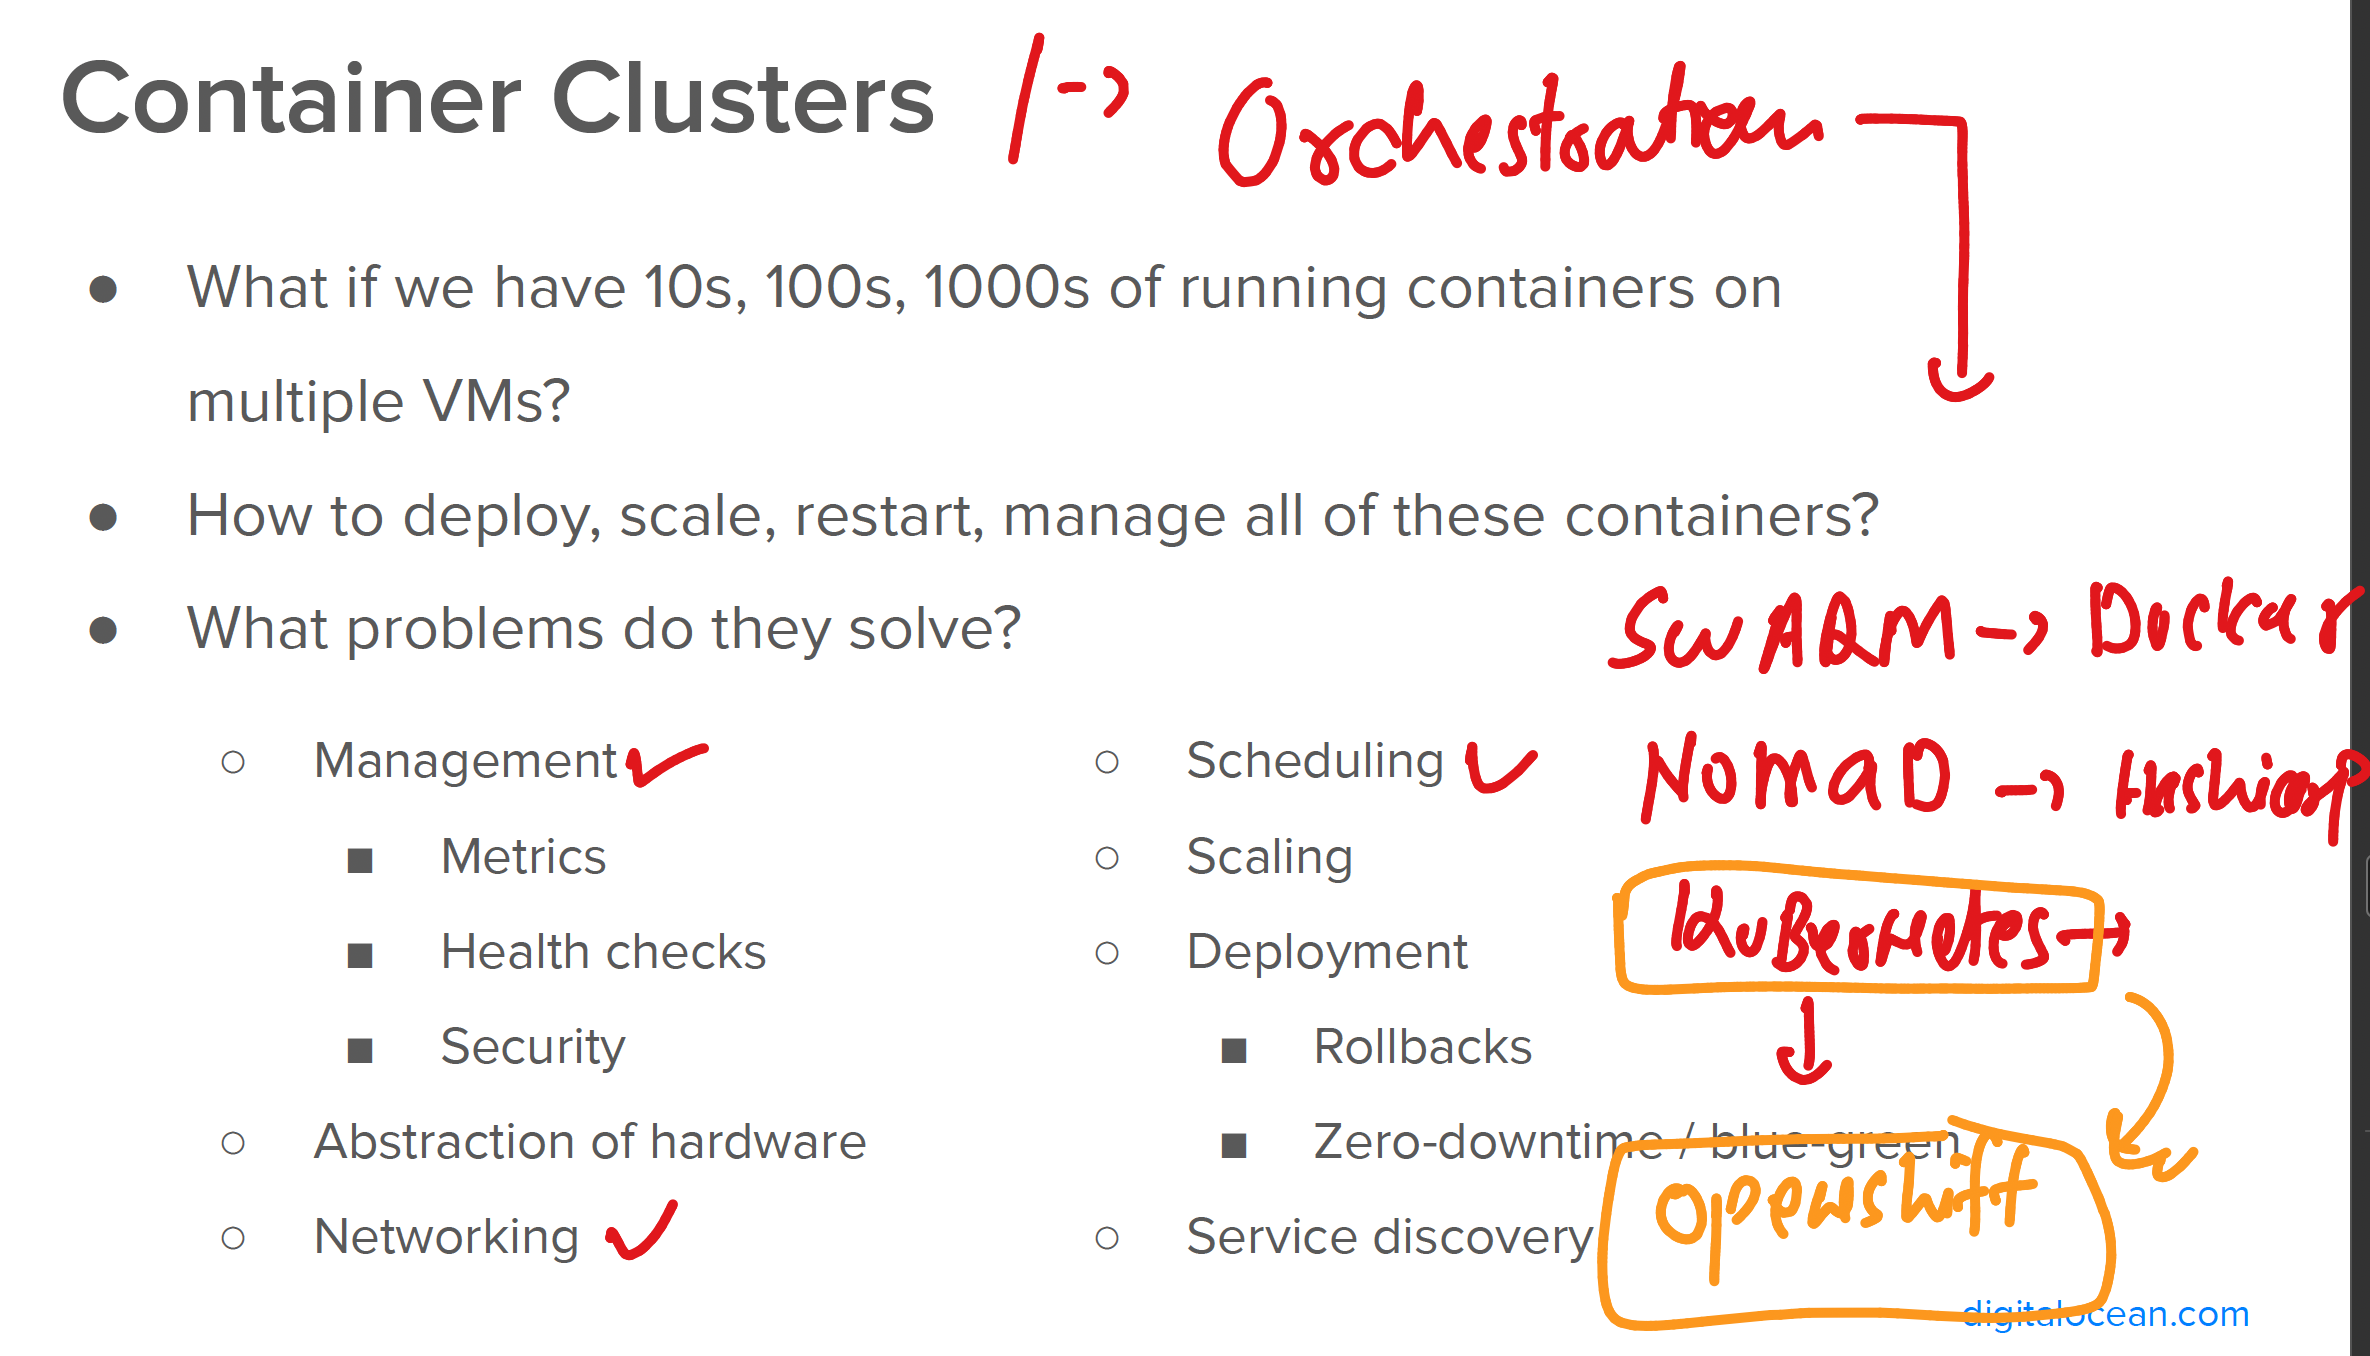 Container Clusters
Orchestration
What if we have 10s, 100s, 1000s of running containers on
multiple VMs?
How to deploy, scale, restart, manage all of these containers?
What problems do they solve?
SWARM -> Docker
Management
Metrics
Health checks
Security
Abstraction of hardware
Networking
Scheduling
Scaling
Deployment
Rollbacks
Zero-downtime / blue-green
Service discovery
NOMAD -> Hashicorp
Kubernetes
Openshift
digitalocean.com